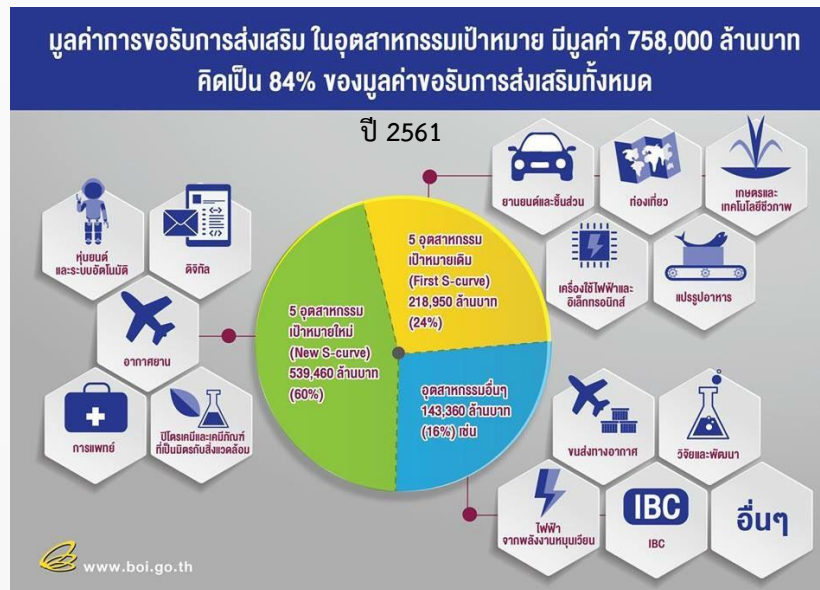 มูลค่าการขอรับการส่งเสริม ในอุตสาหกรรมเป้าหมาย มีมูลค่า 758,000 ล้านบาท
คิดเป็น 84% ของมูลค่าขอรับการส่งเสริมทั้งหมด
ปี 2561
หุ่นยนต์
และระบบอัตโนมัติ
ดิจิทัล
อากาศยาน
การแพทย์
ปิโตรเคมีและเคมีภัณฑ์
ที่เป็นมิตรกับสิ่งแวดล้อม
5 อุตสาหกรรม
เป้าหมายใหม่
(New S-curve)
539,460 ล้านบาท
(60%)
5 อุตสาหกรรม
เป้าหมายเดิม
(First S-curve)
218,950 ล้านบาท
(24%)
อุตสาหกรรมอื่นๆ
143,360 ล้านบาท
(16%) เช่น
ยานยนต์และชิ้นส่วน
ท่องเที่ยว
เกษตรและ
เทคโนโลยีชีวภาพ
เครื่องใช้ไฟฟ้าและ
อิเล็กทรอนิกส์
แปรรูปอาหาร
ขนส่งทางอากาศ
วิจัยและพัฒนา
ไฟฟ้า
จากพลังงานหมุนเวียน
IBC
IBC
อื่นๆ
www.boi.go.th